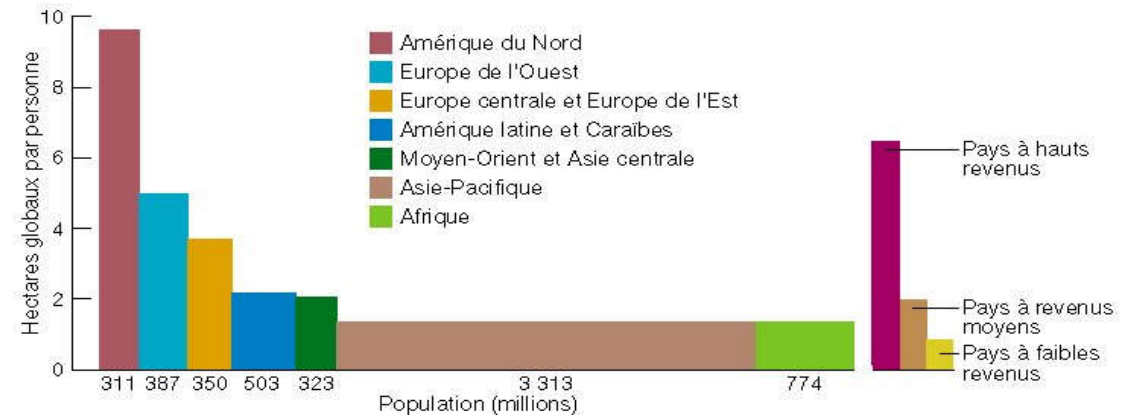 Hectares globaux par personne
10
8
6
4
2
0
Amérique du Nord
Europe de l'Ouest
Europe centrale et Europe de l'Est
Amérique latine et Caraïbes
Moyen-Orient et Asie centrale
Asie-Pacifique
Afrique
311 387 350 503 323 3 313 774
Population (millions)
Pays à hauts
revenus
Pays à revenus
moyens
Pays à faibles
revenus